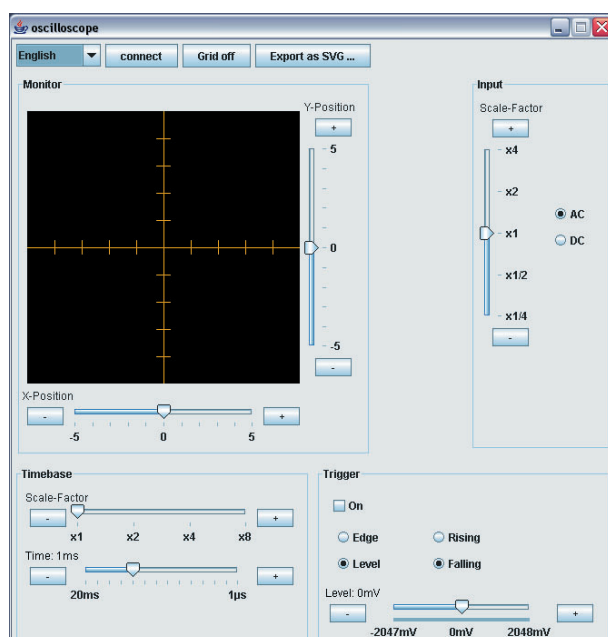 oscilloscope
English connect Grid off Export as SVG ...
Monitor
Y-Position
+
5
0
-5
-
X-Position
- +
-5 0 5
Input
Scale-Factor
+
x4
x2
x1
x1/2
x1/4
-
AC
DC
Timebase
Scale-Factor
- +
x1 x2 x4 x8
Time: 1ms
- +
20ms 1µs
Trigger
On
Edge Rising
Level Falling
Level: 0mV
- +
-2047mV 0mV 2048mV